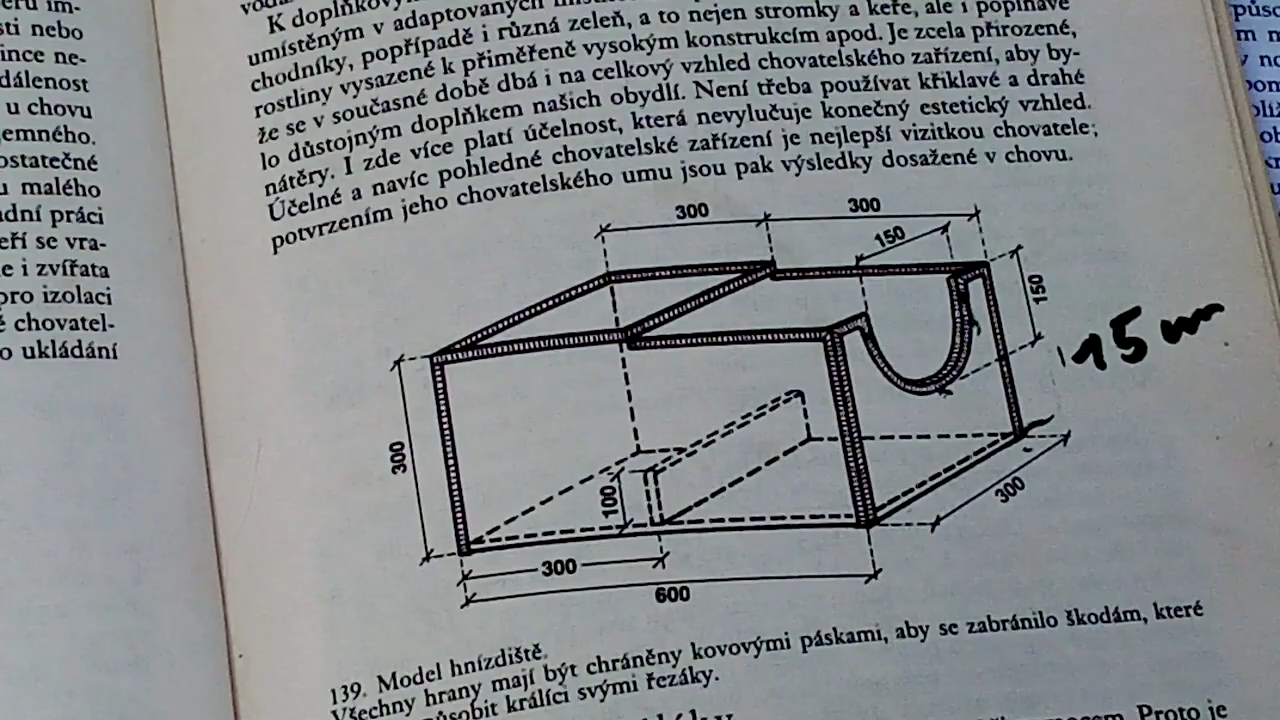 eru im-
sti nebo
ince ne-
dálenost
u chovu
emného.
ostatečné
u malého
adní práci
eří se vra-
e i zvířata
pro izolaci
é chovatel-
o ukládání
K doplňkovým
umístěným v adaptovaných
chodníky, popřípadě i různá zeleň, a to nejen stromky a keře, ale i popínavé
rostliny vysazené k přiměřeně vysokým konstrukcím apod. Je zcela přirozené,
že se v současné době dbá i na celkový vzhled chovatelského zařízení, aby by-
lo důstojným doplňkem našich obydlí. Není třeba používat křiklavé a drahé
nátěry. I zde více platí účelnost, která nevylučuje konečný estetický vzhled.
Účelné a navíc pohledné chovatelské zařízení je nejlepší vizitkou chovatele;
potvrzením jeho chovatelského umu jsou pak výsledky dosažené v chovu.
300
300
150
150
15
300
100
300
300
600
139. Model hnízdiště.
Všechny hrany mají být chráněny kovovými páskami, aby se zabránilo škodám, které
působit králíci svými řezáky.
Proto je